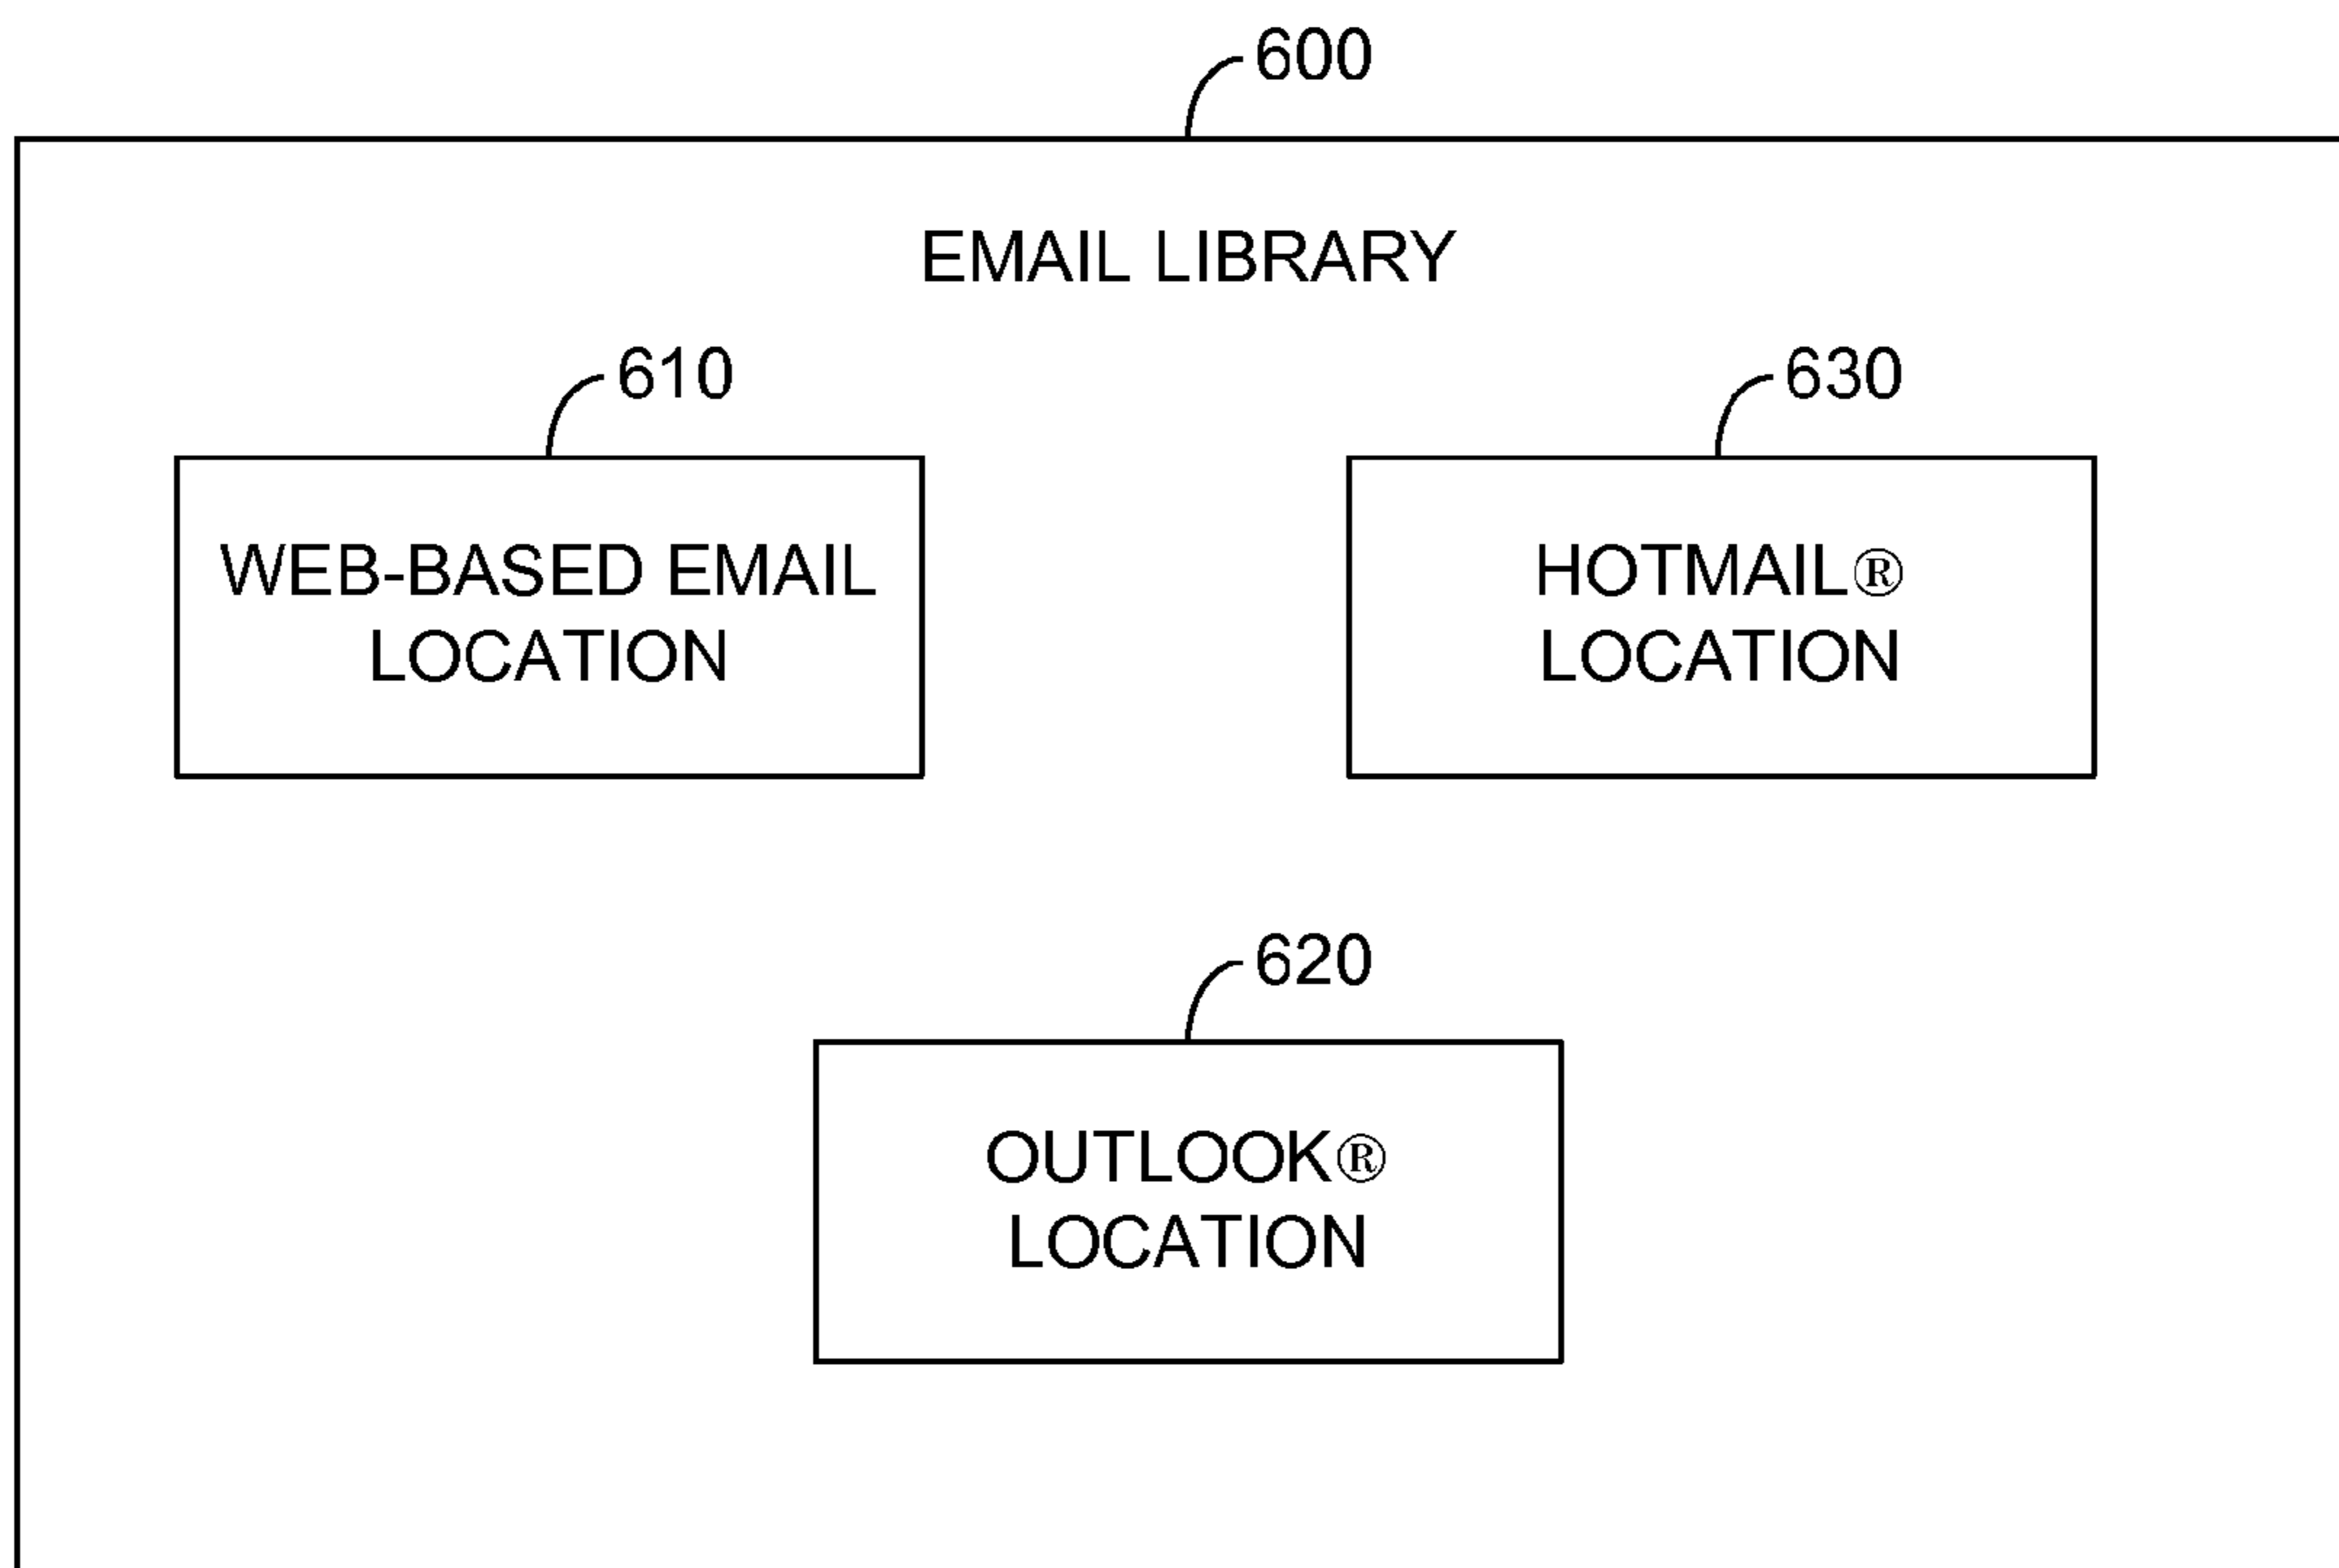 600
EMAIL LIBRARY
610
630
WEB-BASED EMAIL
LOCATION
HOTMAIL®
LOCATION
620
OUTLOOK®
LOCATION